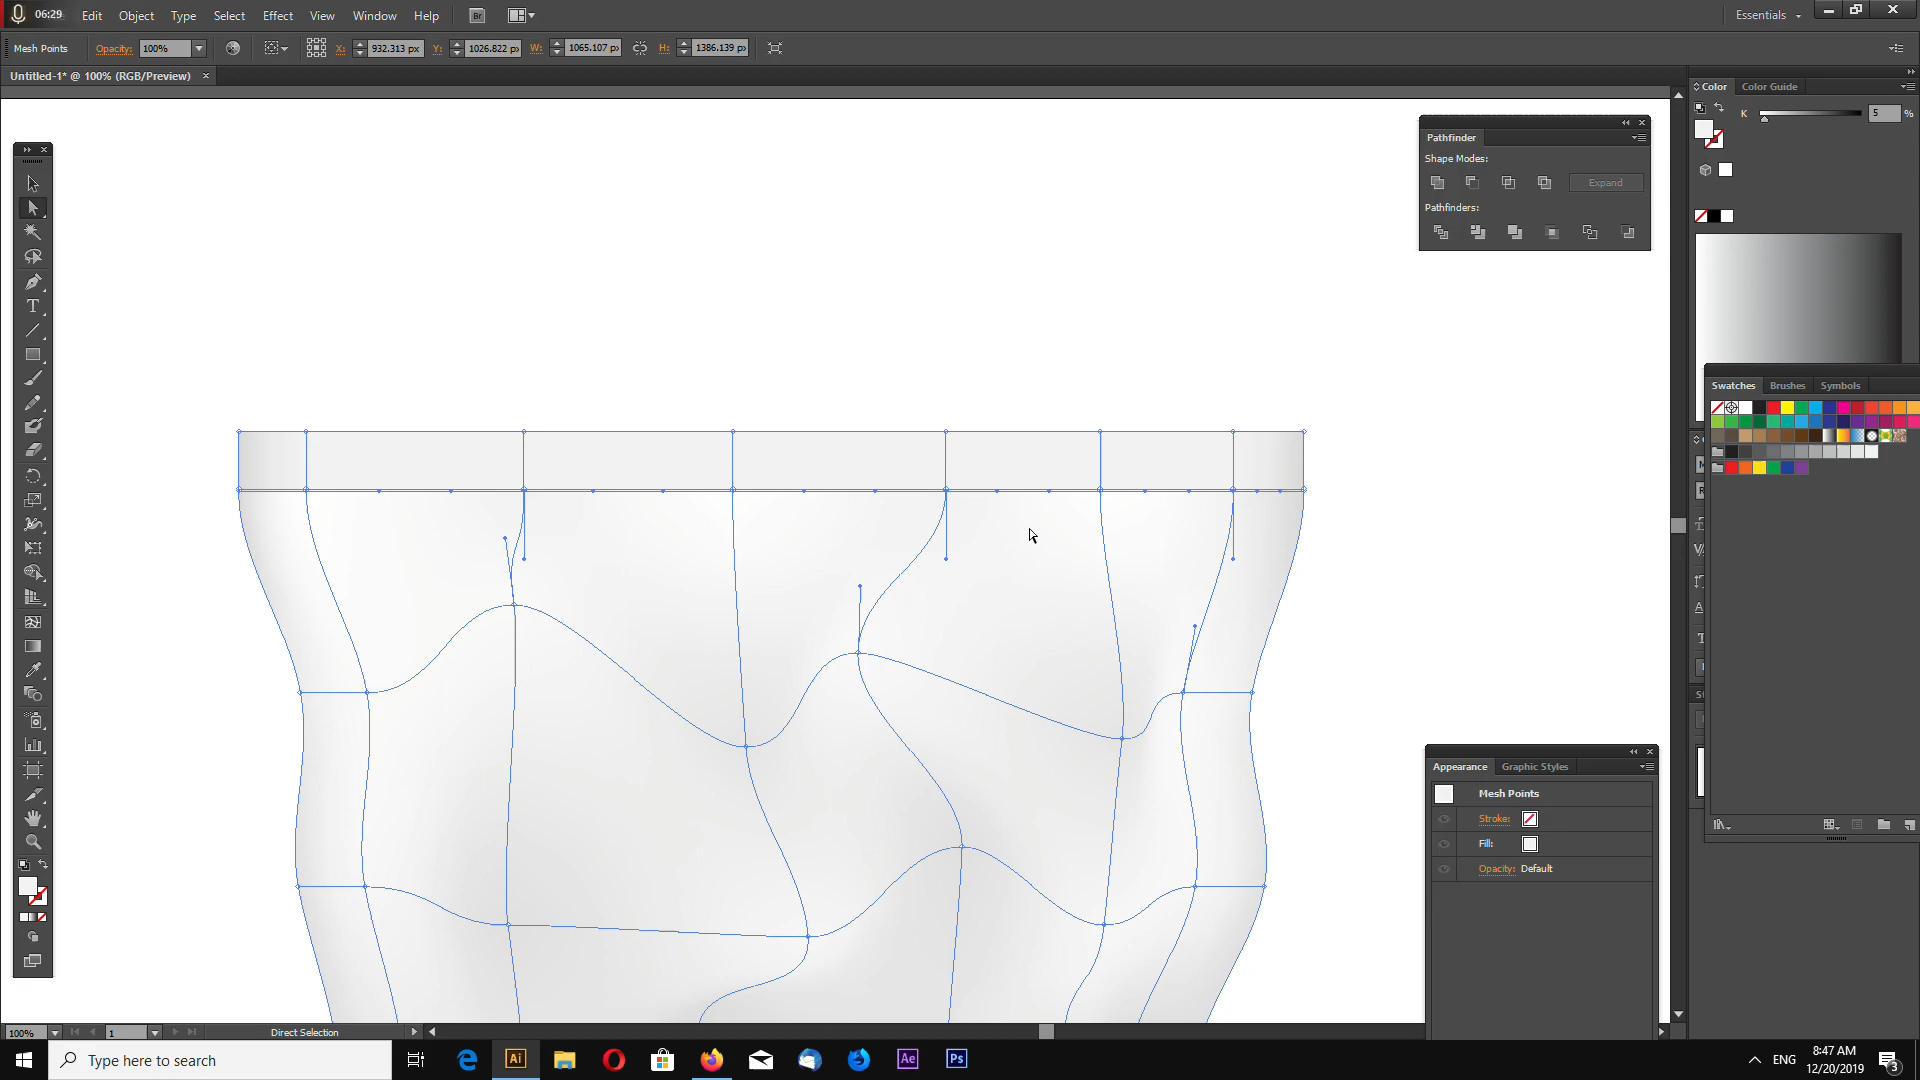 06:29 Edit Object Type Select Effect View Window Help Br Essentials
Mesh Points Opacity: 100% X: 932.313 px Y: 1026.822 px W: 1065.107 px H: 1386.139 px
Untitled-1* @ 100% (RGB/Preview)
Color Color Guide
K 5 %
Pathfinder
Shape Modes:
Expand
Pathfinders:
Swatches Brushes Symbols
Appearance Graphic Styles
Mesh Points
Stroke:
Fill:
Opacity: Default
100% 1 Direct Selection
Type here to search
Ai Ae Ps
ENG
8:47 AM
12/20/2019
3